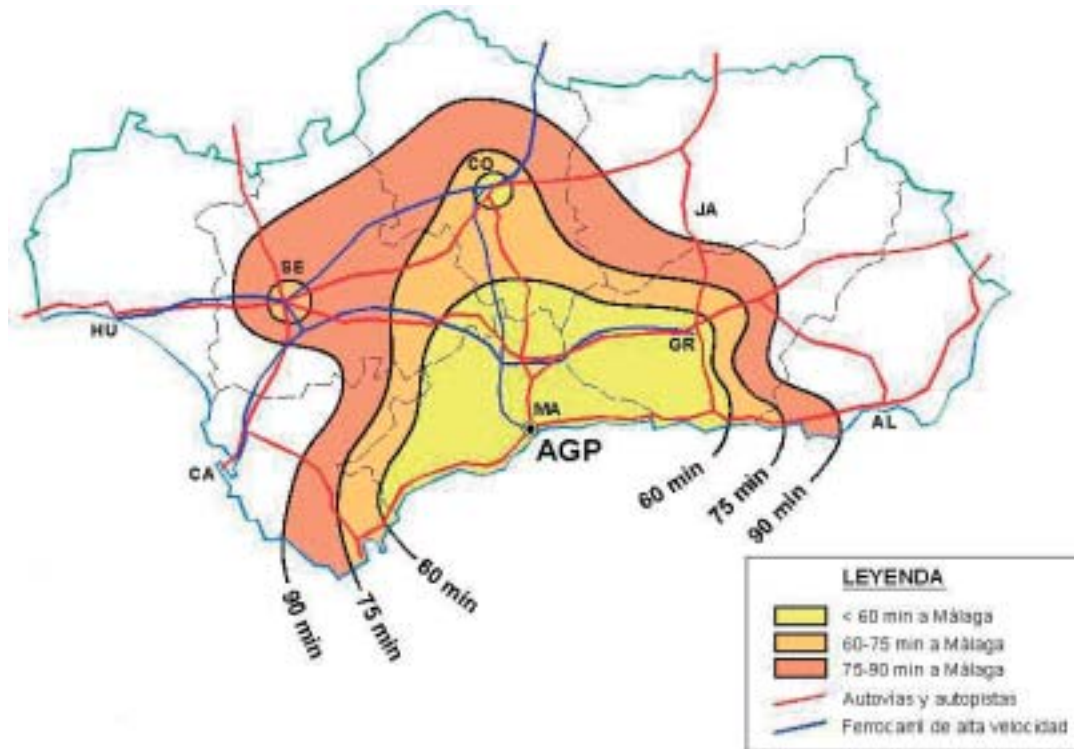 CO
JA
SE
HU
GR
MA
AGP
AL
CA
60 min
75 min
90 min
60 min
75 min
90 min
LEYENDA
< 60 min a Málaga
60-75 min a Málaga
75-90 min a Málaga
Autovías y autopistas
Ferrocarril de alta velocidad